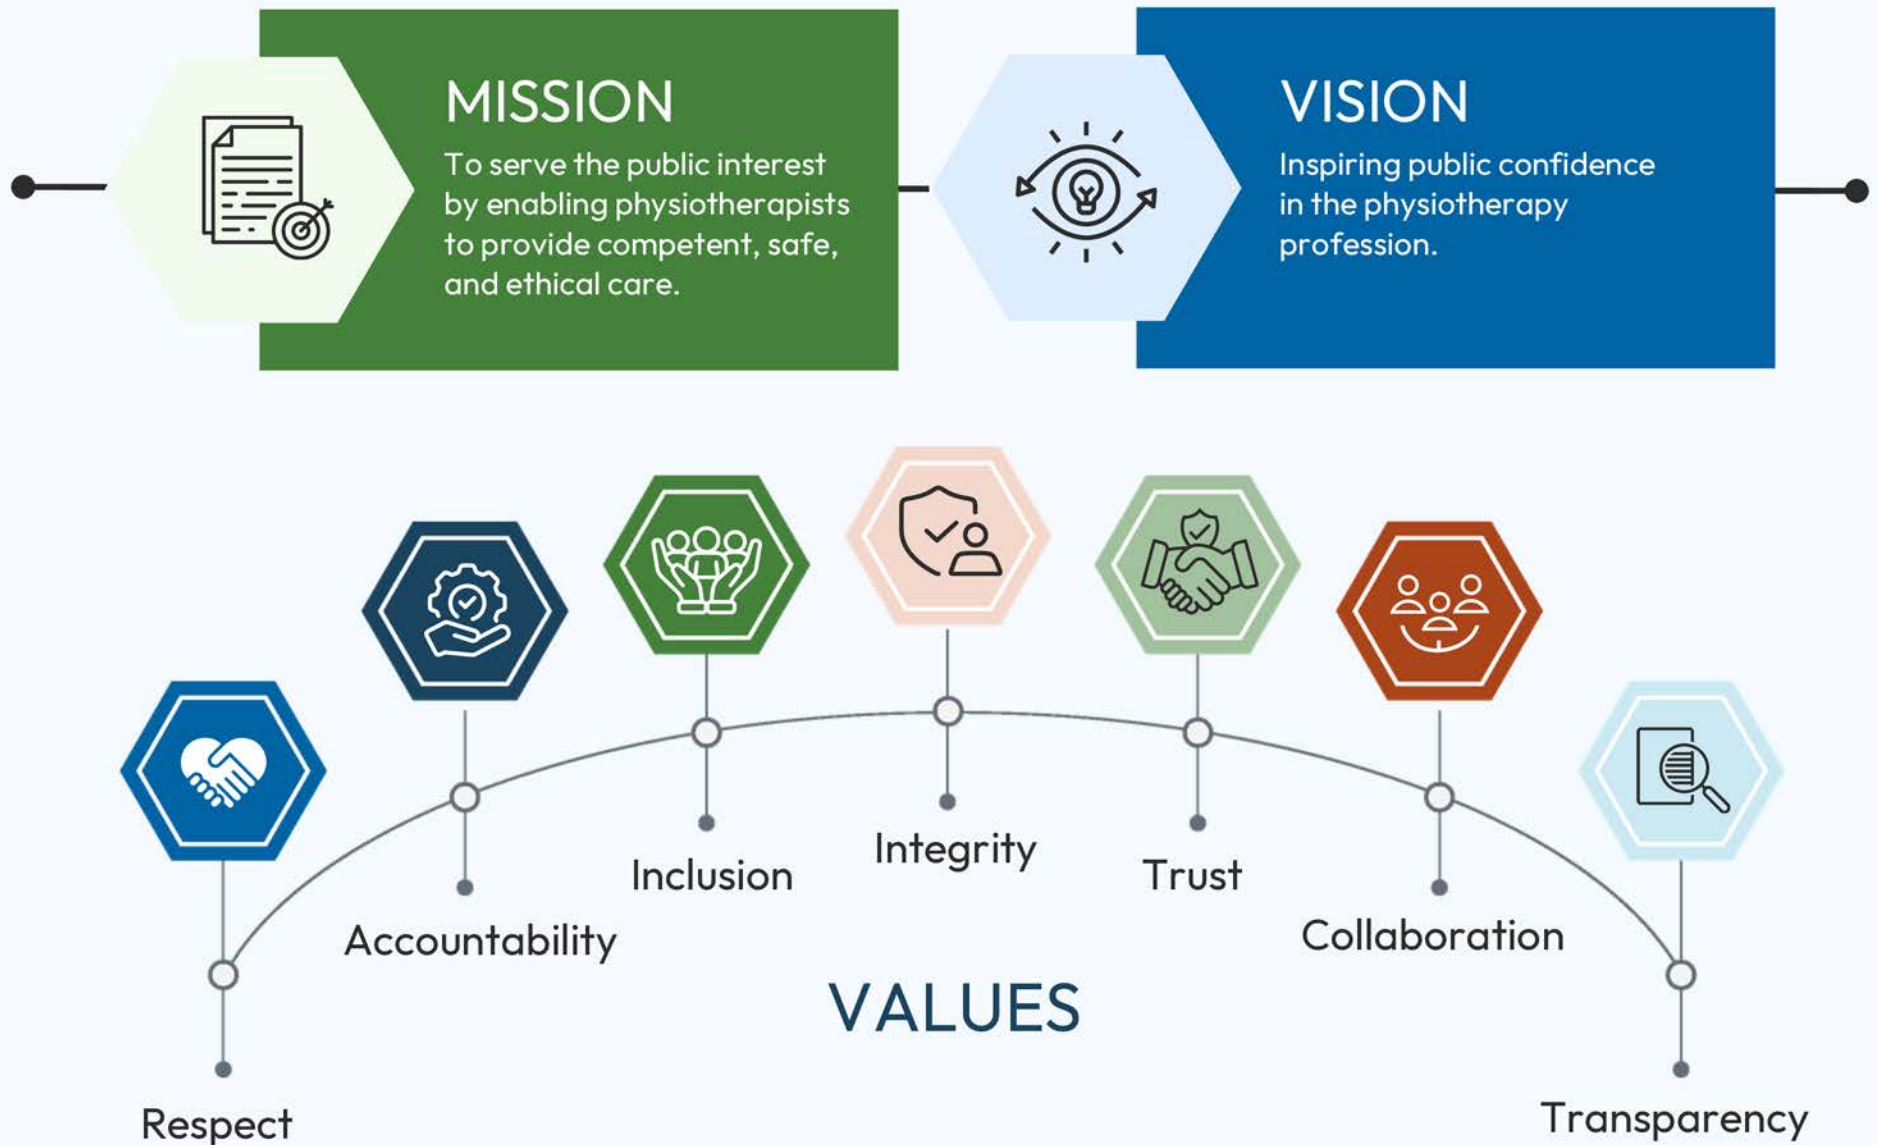 MISSION
To serve the public interest
by enabling physiotherapists
to provide competent, safe,
and ethical care.
VISION
Inspiring public confidence
in the physiotherapy
profession.
Respect
Accountability
Inclusion
Integrity
Trust
Collaboration
Transparency
VALUES